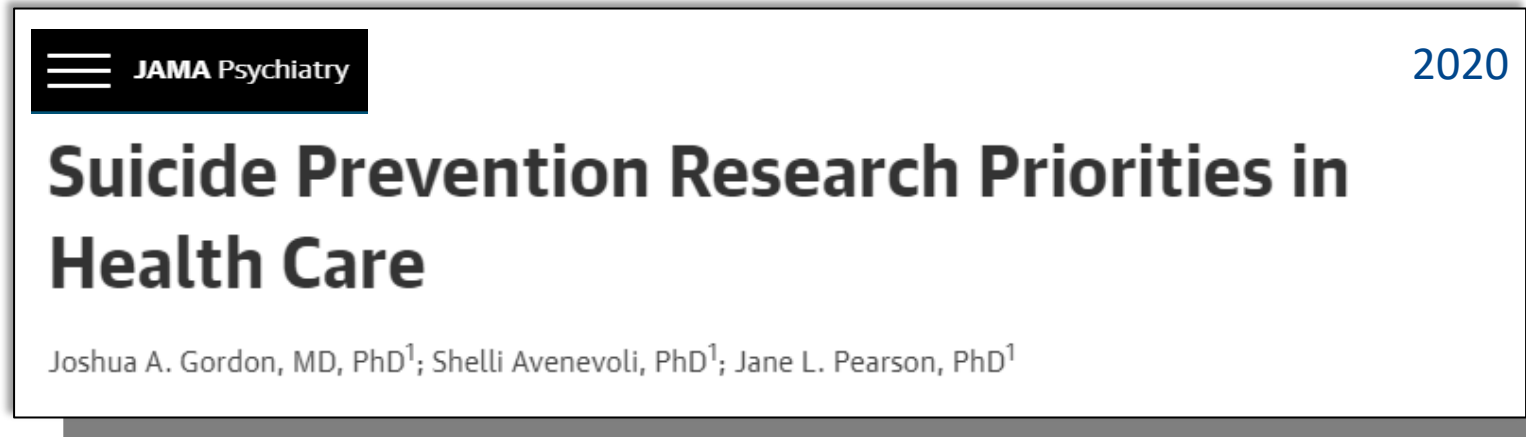 JAMA Psychiatry
2020
Suicide Prevention Research Priorities in
Health Care
Joshua A. Gordon, MD, PhD1; Shelli Avenevoli, PhD1; Jane L. Pearson, PhD1